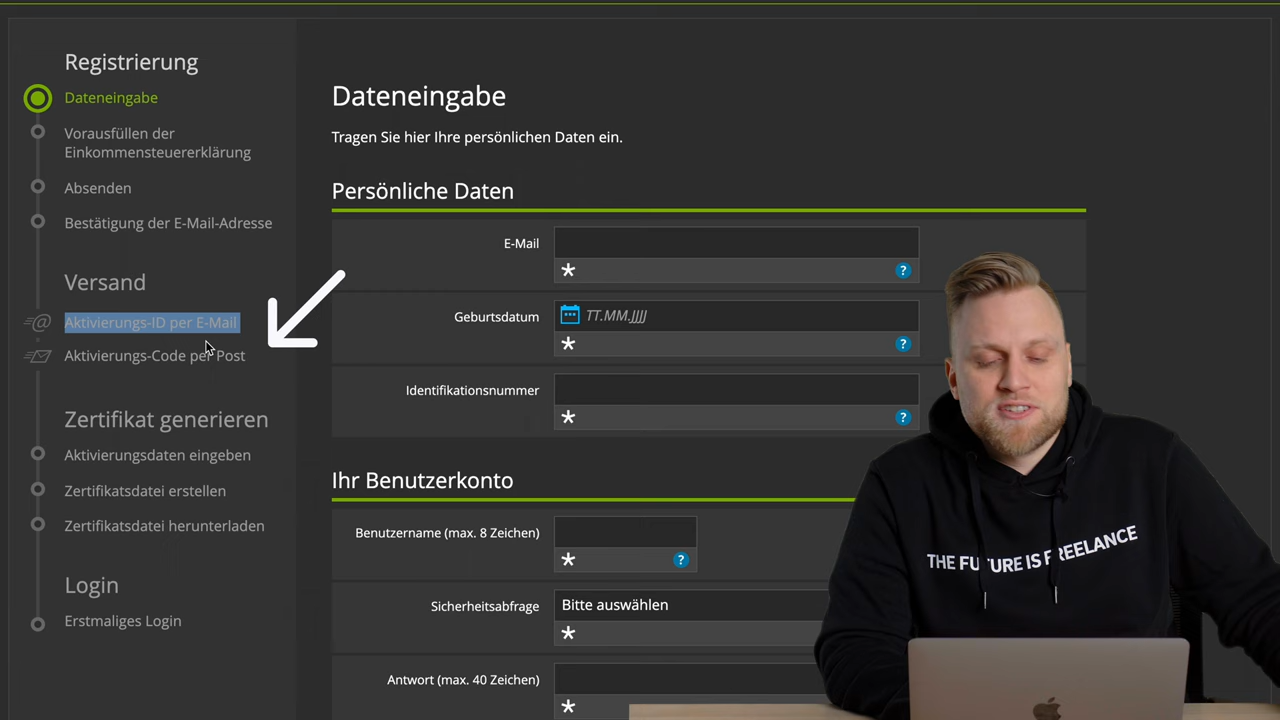 Registrierung
Dateneingabe
Vorausfüllen der
Einkommensteuererklärung
Absenden
Bestätigung der E-Mail-Adresse
Versand
Aktivierungs-ID per E-Mail
Aktivierungs-Code per Post
Zertifikat generieren
Aktivierungsdaten eingeben
Zertifikatsdatei erstellen
Zertifikatsdatei herunterladen
Login
Erstmaliges Login
Dateneingabe
Tragen Sie hier Ihre persönlichen Daten ein.
Persönliche Daten
E-Mail
* ?
Geburtsdatum
TT.MM.JJJJ
* ?
Identifikationsnummer
* ?
Ihr Benutzerkonto
Benutzername (max. 8 Zeichen)
* ?
Sicherheitsabfrage
Bitte auswählen
*
Antwort (max. 40 Zeichen)
*
THE FUTURE IS FREELANCE